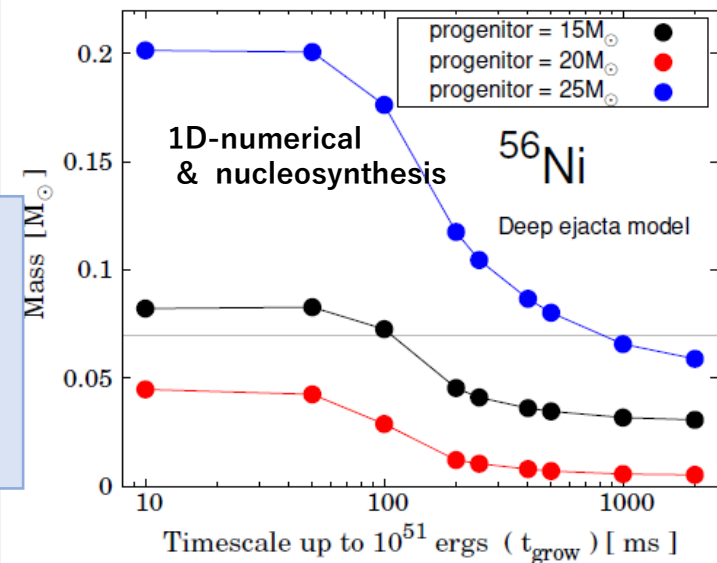 progenitor = 15M☉
progenitor = 20M☉
progenitor = 25M☉
1D-numerical
& nucleosynthesis
56Ni
Deep ejacta model
Mass [M☉]
0.2
0.15
0.1
0.05
0
10
100
1000
Timescale up to 10^51 ergs ( t_grow ) [ ms ]